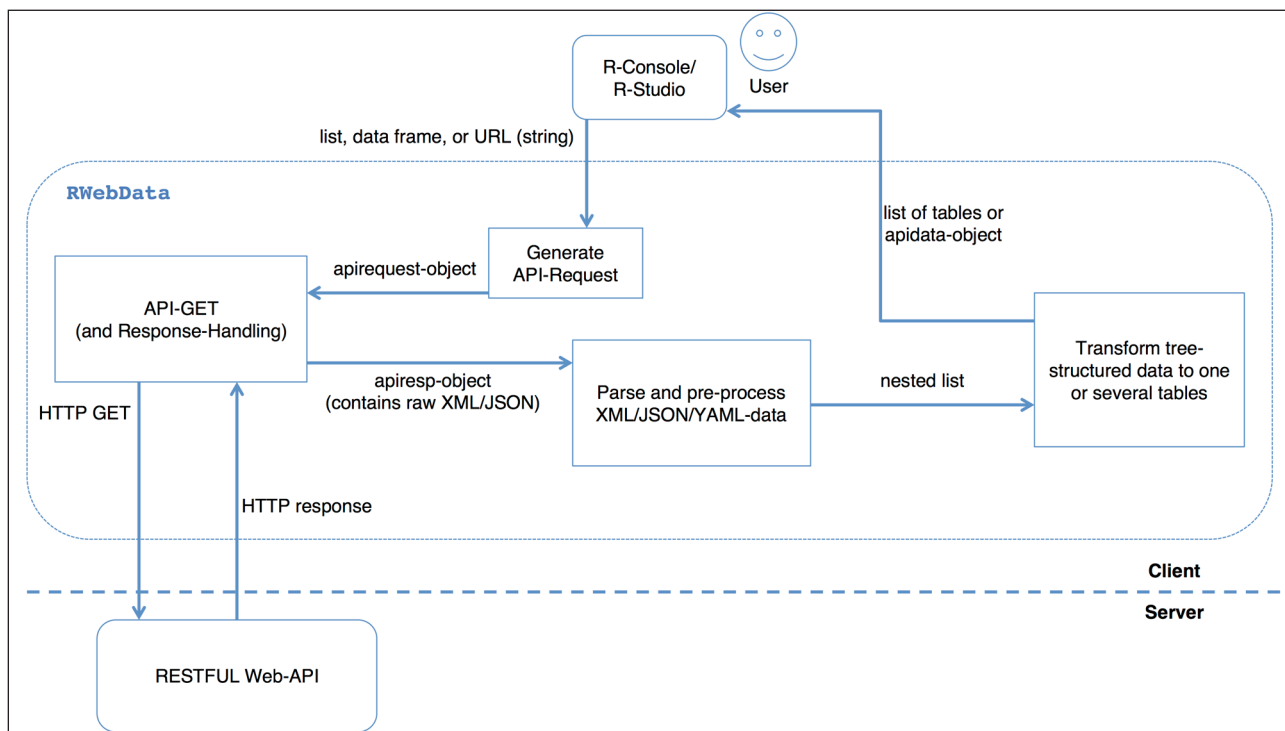 R-Console/
R-Studio
User
list, data frame, or URL (string)
RWebData
list of tables or
apidata-object
Generate
API-Request
apirequest-object
API-GET
(and Response-Handling)
apiresp-object
(contains raw XML/JSON)
Parse and pre-process
XML/JSON/YAML-data
nested list
Transform tree-
structured data to one
or several tables
HTTP GET
HTTP response
Client
Server
RESTFUL Web-API